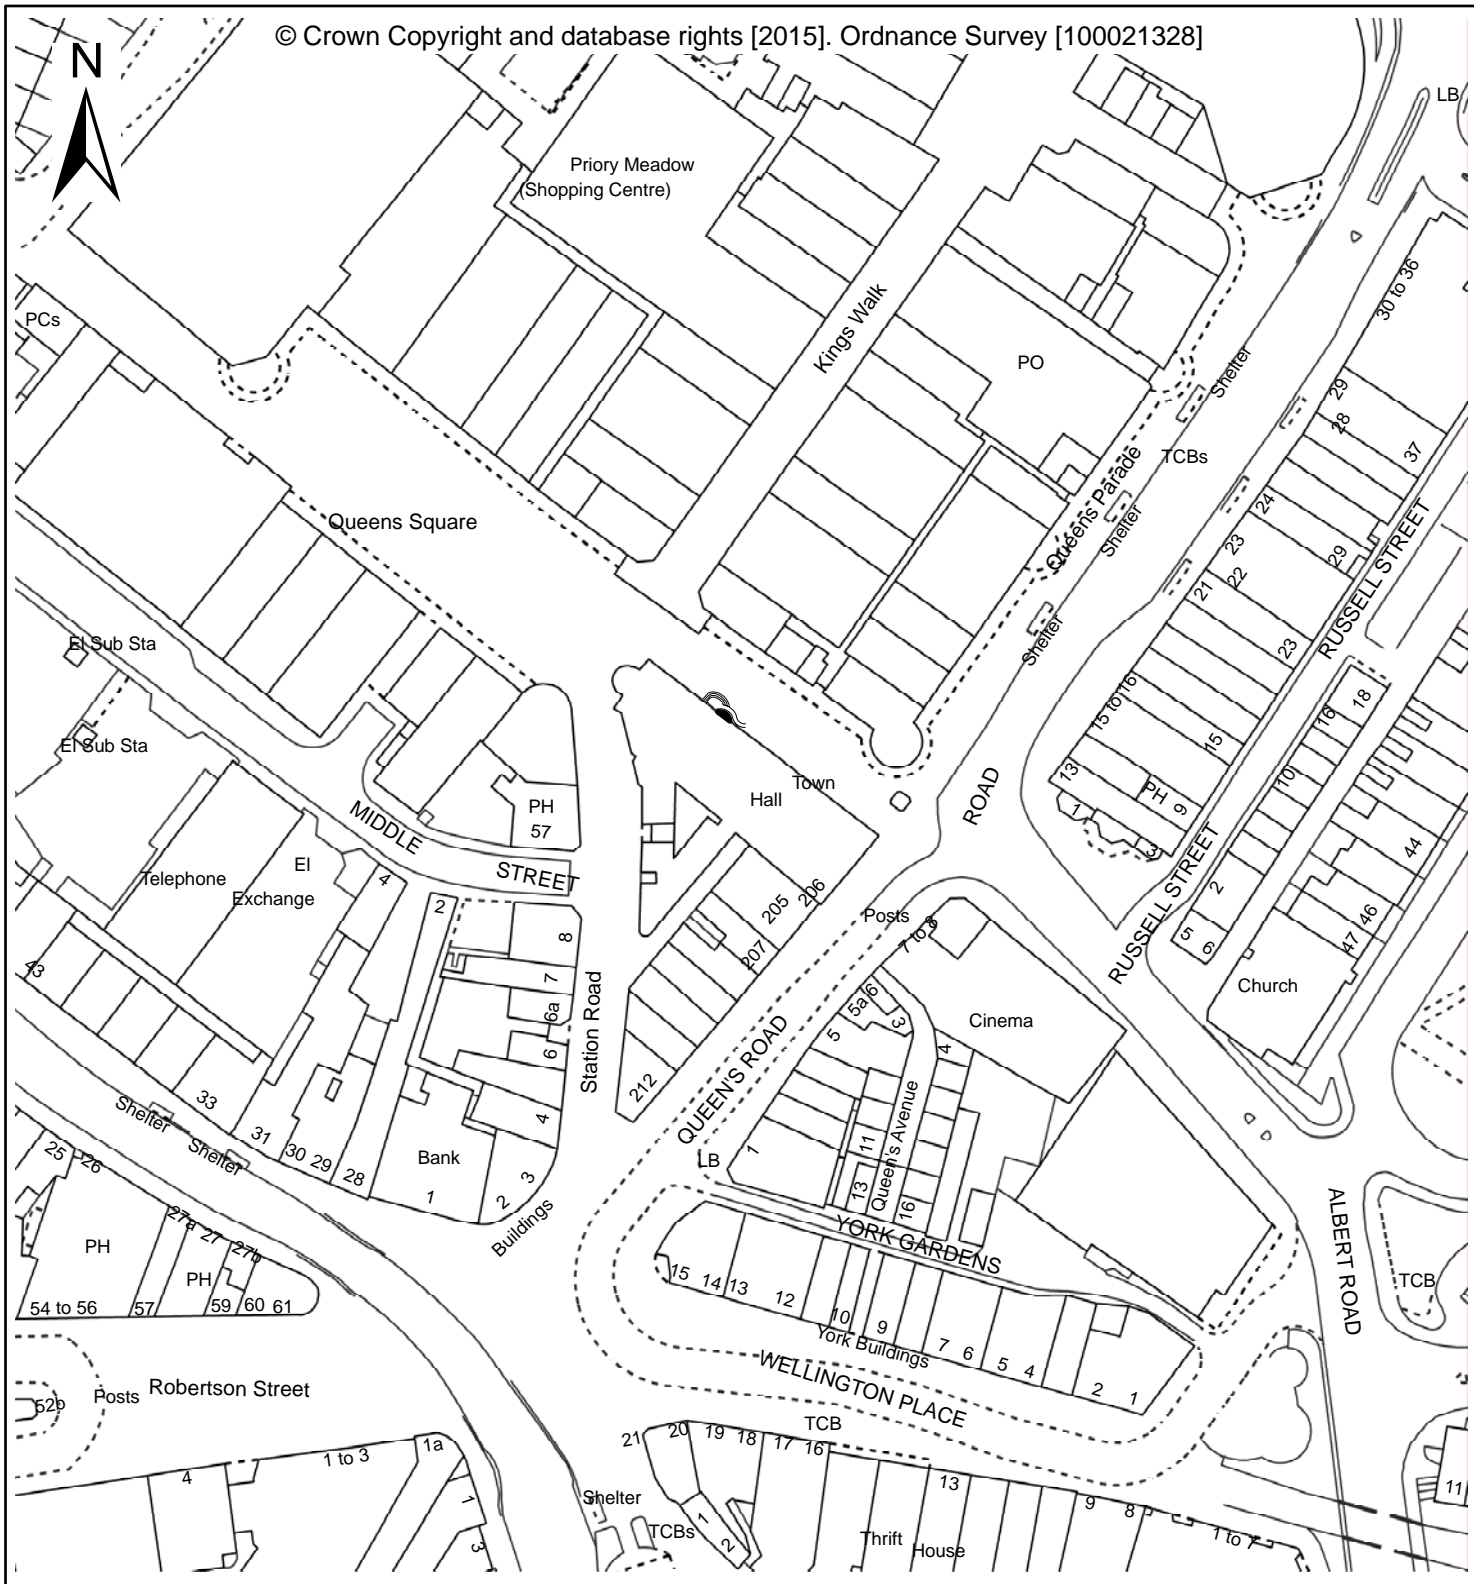 © Crown Copyright and database rights [2015]. Ordnance Survey [100021328]
N
LB
Priory Meadow
(Shopping Centre)
30 to 36
PCs
Kings Walk
PO
Shelter
29
28
37
TCBs
Queens Parade
24
Queens Square
Shelter
23
29
RUSSELL STREET
22
21
El Sub Sta
Shelter
23
15 to 16
18
16
El Sub Sta
15
13
10
Town
Hall
ROAD
PH
9
1
3
PH
57
MIDDLE
STREET
44
El
Telephone
Exchange
4
2
205
206
RUSSELL STREET
2
46
47
Posts
7 to 8
8
207
5
6
43
7
6a
Station Road
Church
6
5a
3
5
Cinema
4
6
212
QUEEN'S ROAD
33
Shelter
Shelter
4
Queen's Avenue
11
31
30
29
28
25
26
Bank
1
3
2
Buildings
1
LB
13
16
YORK GARDENS
ALBERT ROAD
27a
27
27b
PH
PH
54 to 56
57
59
60
61
15
14
13
12
10
9
7
6
5
4
2
1
York Buildings
TCB
WELLINGTON PLACE
Robertson Street
Posts
52b
TCB
21
20
19
18
17
16
1a
1 to 3
4
13
11
1
3
Shelter
TCBs
1
2
Thrift
House
9
8
1 to 7